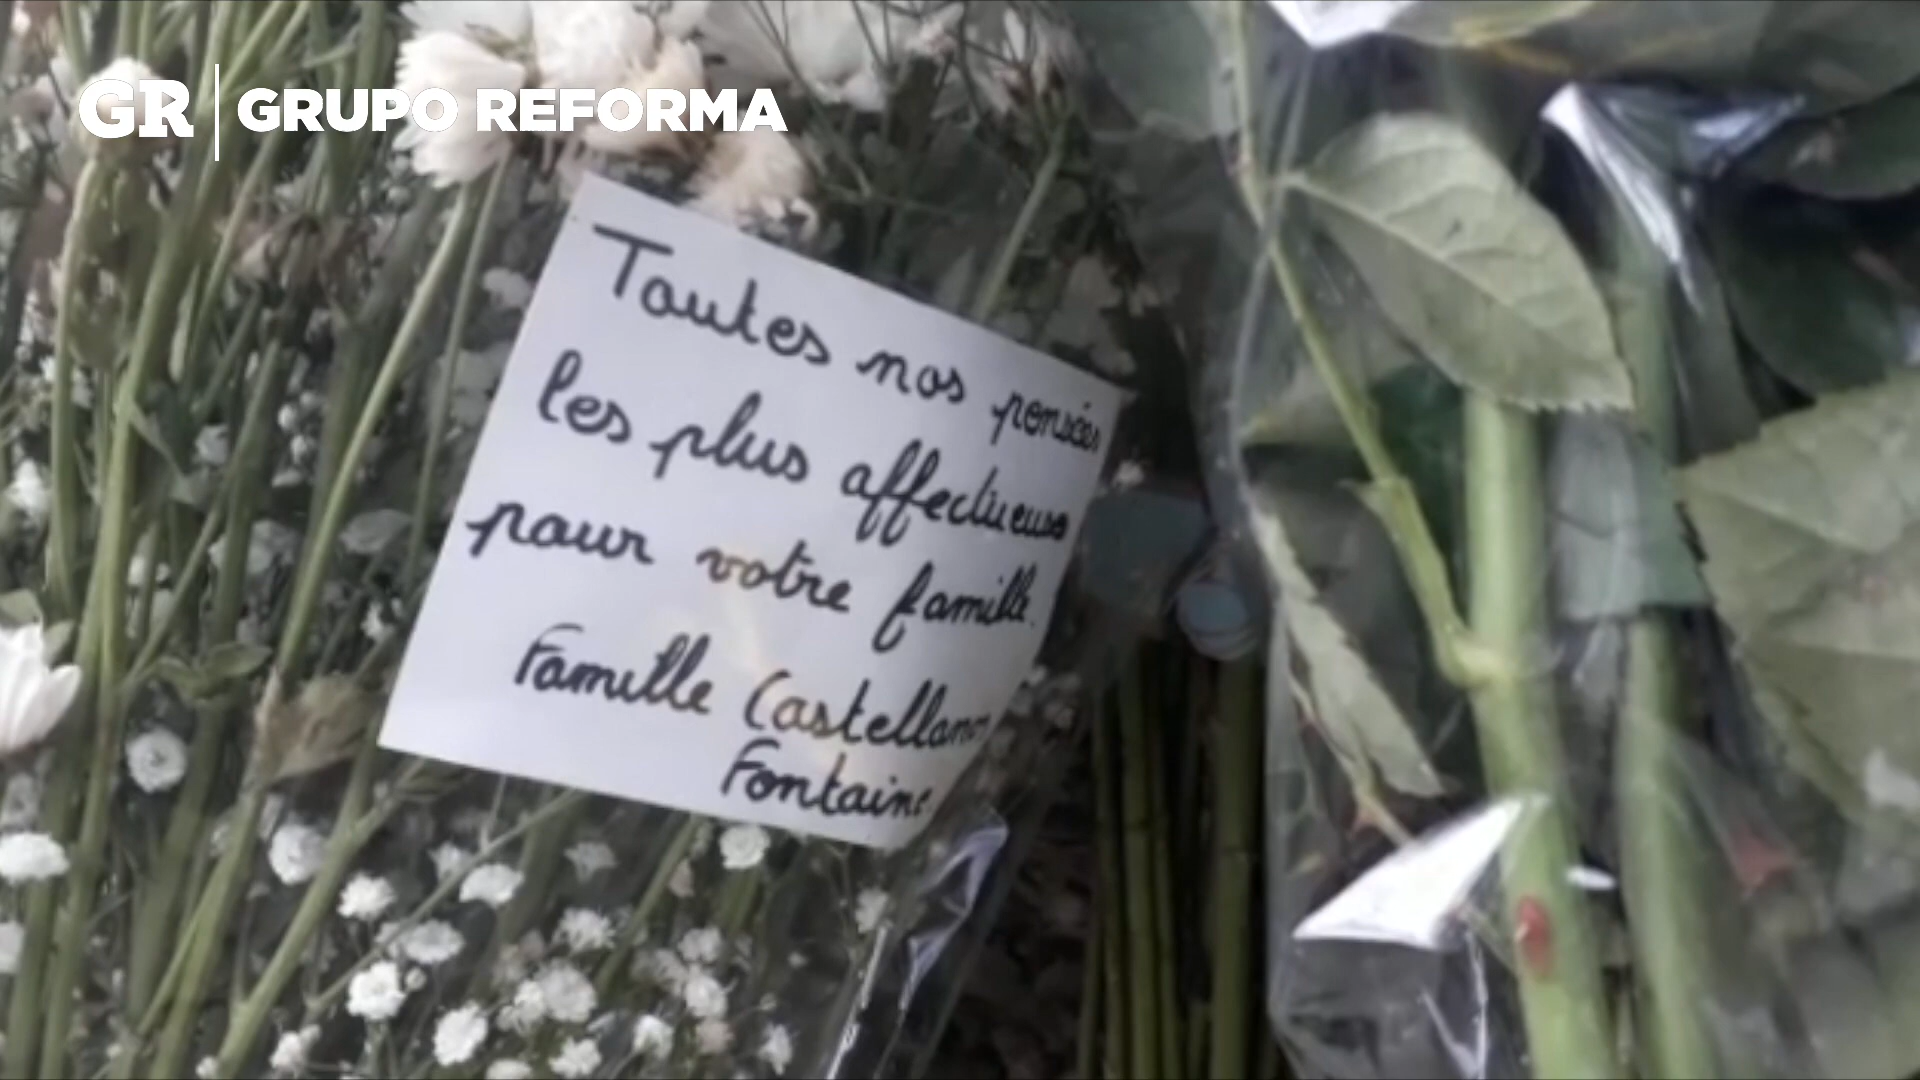 GR GRUPO REFORMA
Toutes nos pensées
les plus affectueuses
pour votre famille.
Famille Castellano
Fontaine